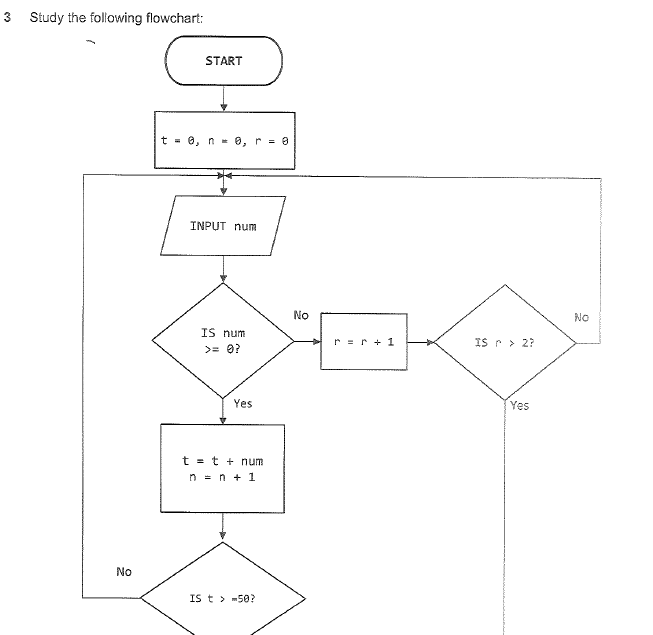 3 Study the following flowchart:
START
t = 0, n = 0, r = 0
INPUT num
IS num
>= 0?
No
r = r + 1
IS r > 2?
No
Yes
Yes
t = t + num
n = n + 1
No
IS t > =50?